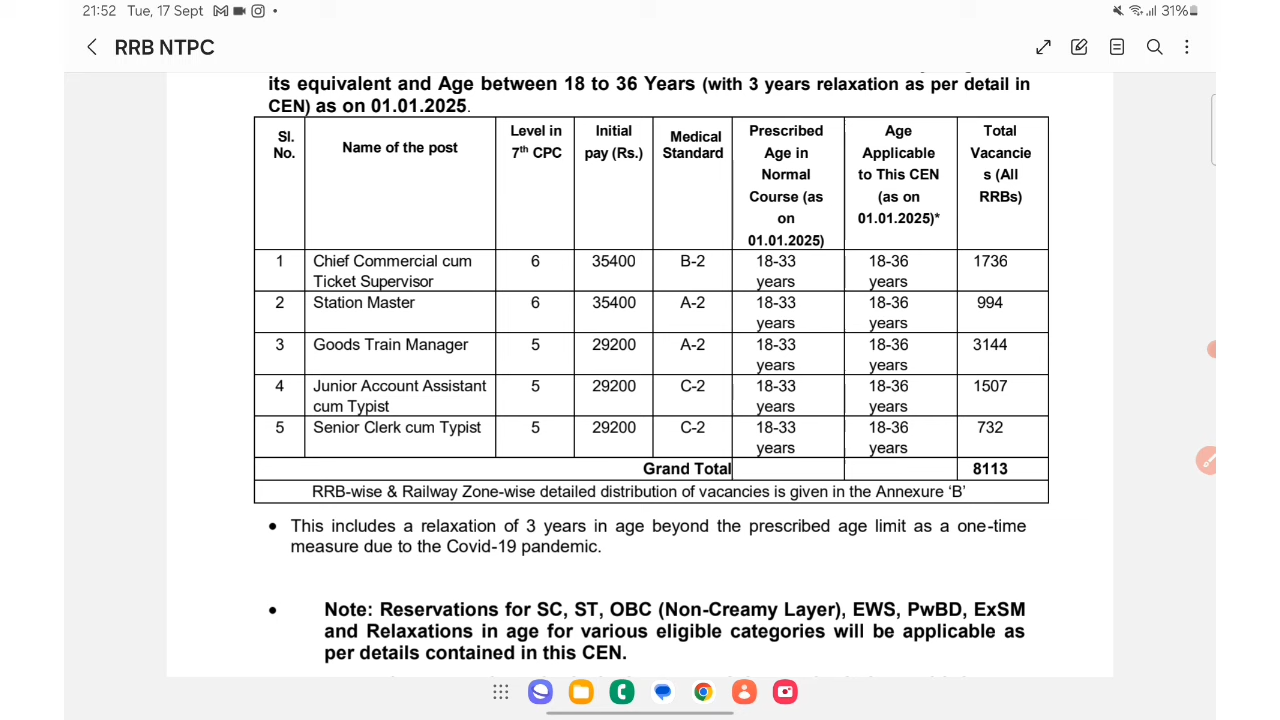 21:52 Tue, 17 Sept
31%
RRB NTPC
its equivalent and Age between 18 to 36 Years (with 3 years relaxation as per detail in
CEN) as on 01.01.2025.
Sl. No. Name of the post Level in 7th CPC Initial pay (Rs.) Medical Standard Prescribed Age in Normal Course (as on 01.01.2025) Age Applicable to This CEN (as on 01.01.2025)* Total Vacancie s (All RRBs)
1 Chief Commercial cum Ticket Supervisor 6 35400 B-2 18-33 years 18-36 years 1736
2 Station Master 6 35400 A-2 18-33 years 18-36 years 994
3 Goods Train Manager 5 29200 A-2 18-33 years 18-36 years 3144
4 Junior Account Assistant cum Typist 5 29200 C-2 18-33 years 18-36 years 1507
5 Senior Clerk cum Typist 5 29200 C-2 18-33 years 18-36 years 732
Grand Total 8113
RRB-wise & Railway Zone-wise detailed distribution of vacancies is given in the Annexure ‘B’
• This includes a relaxation of 3 years in age beyond the prescribed age limit as a one-time
measure due to the Covid-19 pandemic.
• Note: Reservations for SC, ST, OBC (Non-Creamy Layer), EWS, PwBD, ExSM
and Relaxations in age for various eligible categories will be applicable as
per details contained in this CEN.